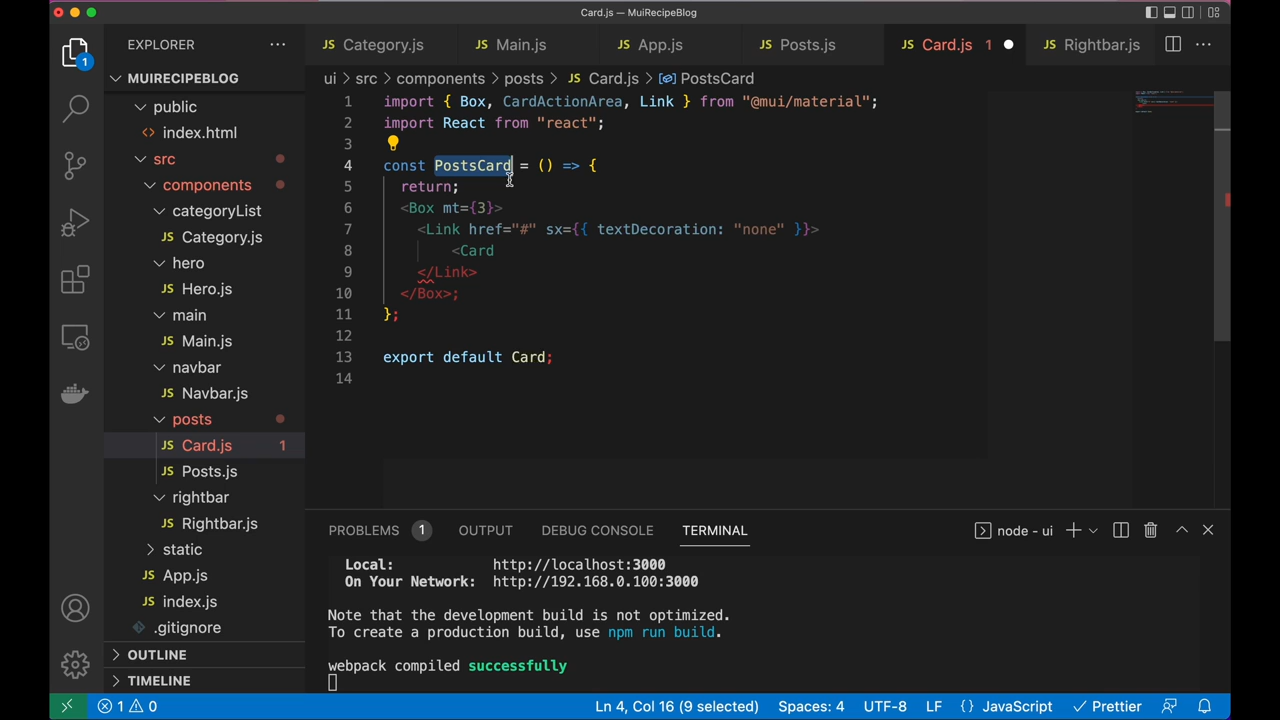 Card.js — MuiRecipeBlog
EXPLORER
Category.js
Main.js
App.js
Posts.js
Card.js 1
Rightbar.js
MUIRECIPEBLOG
public
index.html
src
components
categoryList
Category.js
hero
Hero.js
main
Main.js
navbar
Navbar.js
posts
Card.js 1
Posts.js
rightbar
Rightbar.js
static
App.js
index.js
.gitignore
OUTLINE
TIMELINE
1
ui > src > components > posts > JS Card.js > PostsCard
1 import { Box, CardActionArea, Link } from "@mui/material";
2 import React from "react";
3
4 const PostsCard = () => {
5 return;
6 <Box mt={3}>
7 <Link href="#" sx={{ textDecoration: "none" }}>
8 <Card
9 </Link>
10 </Box>;
11 };
12
13 export default Card;
14
PROBLEMS 1 OUTPUT DEBUG CONSOLE TERMINAL node - ui
Local: http://localhost:3000
On Your Network: http://192.168.0.100:3000
Note that the development build is not optimized.
To create a production build, use npm run build.
webpack compiled successfully
1 0 Ln 4, Col 16 (9 selected) Spaces: 4 UTF-8 LF {} JavaScript Prettier